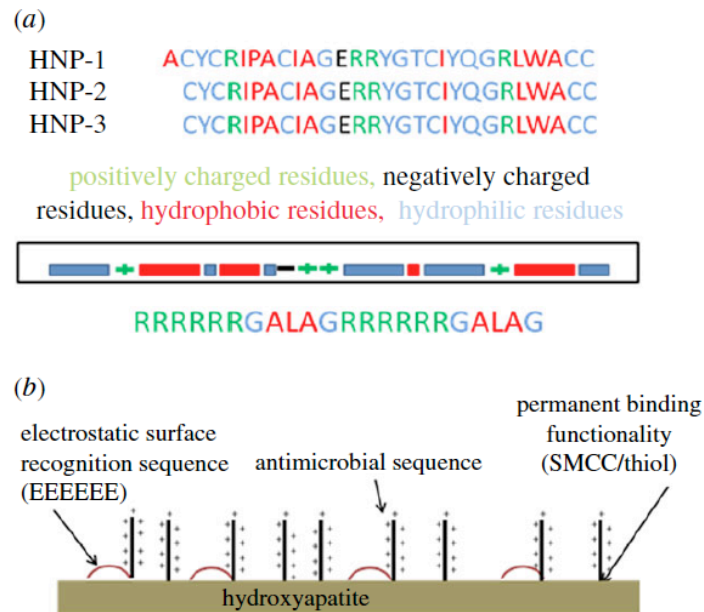 (a)
HNP-1 ACYCRIPACIAGERRYGTCIYQGRLWACC
HNP-2 CYCRIPACIAGERRYGTCIYQGRLWACC
HNP-3 CYCRIPACIAGERRYGTCIYQGRLWACC
positively charged residues, negatively charged
residues, hydrophobic residues, hydrophilic residues
RRRRRRGALAGRRRRRRGALAG
(b)
electrostatic surface
recognition sequence
(EEEEEE)
antimicrobial sequence
permanent binding
functionality
(SMCC/thiol)
hydroxyapatite